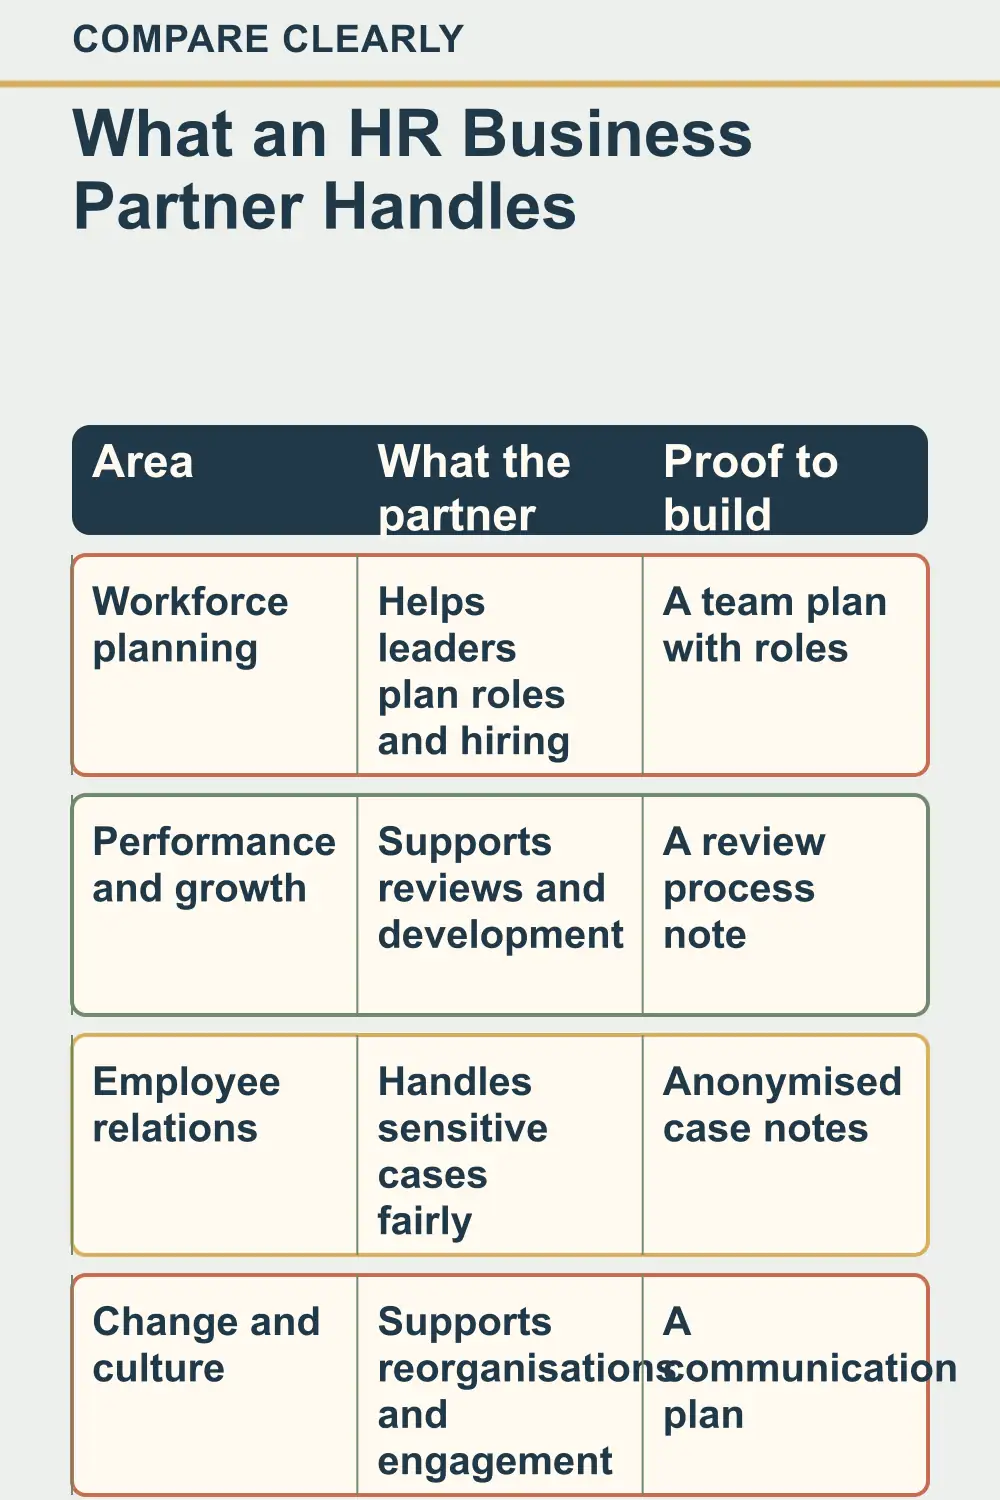 COMPARE CLEARLY
What an HR Business
Partner Handles
Area
What the
partner
Proof to
build
Workforce
planning
Helps
leaders
plan roles
and hiring
A team plan
with roles
Performance
and growth
Supports
reviews and
development
A review
process
note
Employee
relations
Handles
sensitive
cases
fairly
Anonymised
case notes
Change and
culture
Supports
reorganisations
and
engagement
A
communication
plan